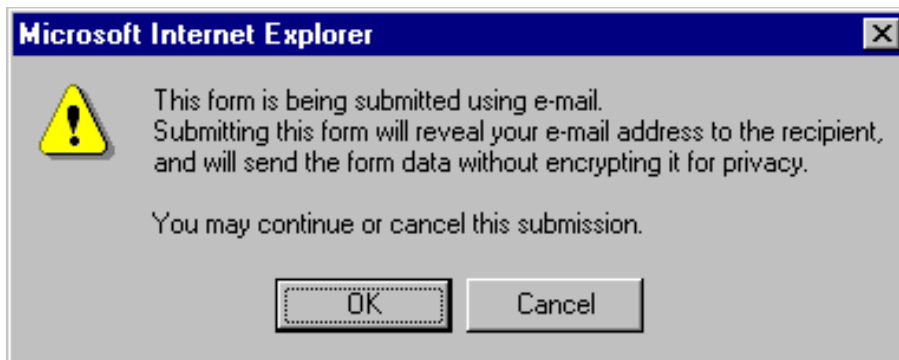 Microsoft Internet Explorer
This form is being submitted using e-mail.
Submitting this form will reveal your e-mail address to the recipient,
and will send the form data without encrypting it for privacy.
You may continue or cancel this submission.
OK
Cancel